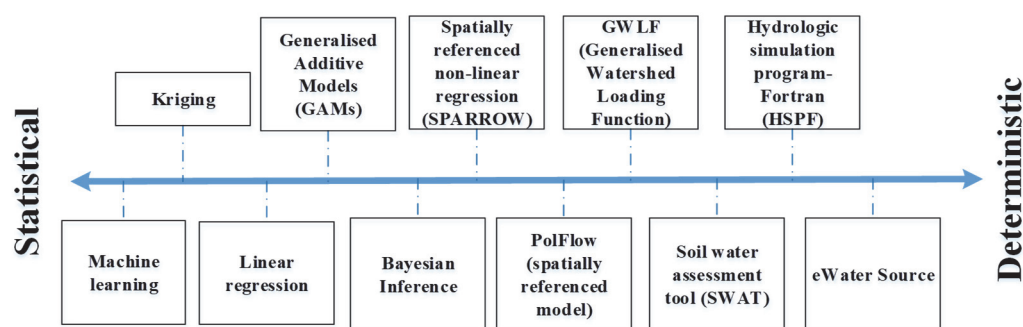 Statistical
Kriging
Generalised
Additive
Models
(GAMs)
Spatially
referenced
non-linear
regression
(SPARROW)
GWLF
(Generalised
Watershed
Loading
Function)
Hydrologic
simulation
program-
Fortran
(HSPF)
Machine
learning
Linear
regression
Bayesian
Inference
PolFlow
(spatially
referenced
model)
Soil water
assessment
tool (SWAT)
eWater Source
Deterministic